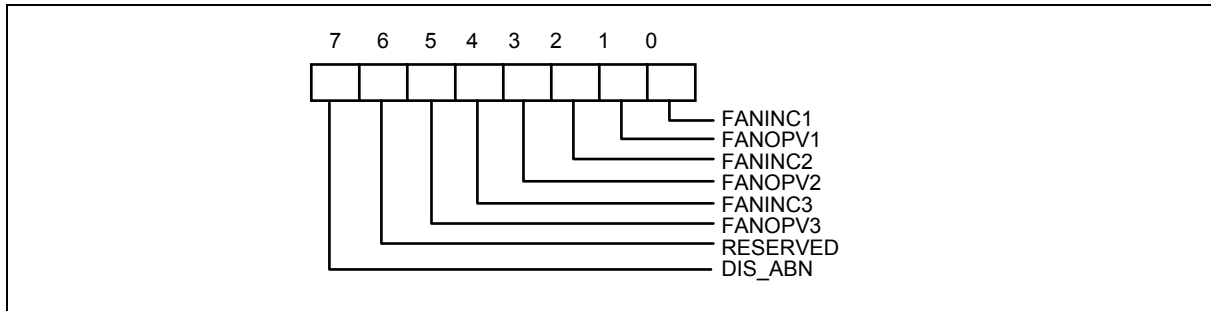 7 6 5 4 3 2 1 0
FANINC1
FANOPV1
FANINC2
FANOPV2
FANINC3
FANOPV3
RESERVED
DIS_ABN